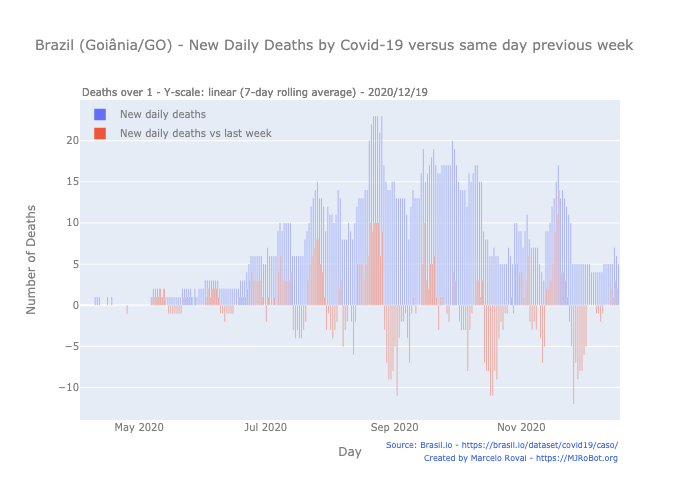 Brazil (Goiânia/GO) - New Daily Deaths by Covid-19 versus same day previous week
Deaths over 1 - Y-scale: linear (7-day rolling average) - 2020/12/19
New daily deaths
New daily deaths vs last week
Number of Deaths
20
15
10
5
0
−5
−10
May 2020
Jul 2020
Sep 2020
Nov 2020
Day
Source: Brasil.io - https://brasil.io/dataset/covid19/caso/
Created by Marcelo Rovai - https://MJRoBot.org